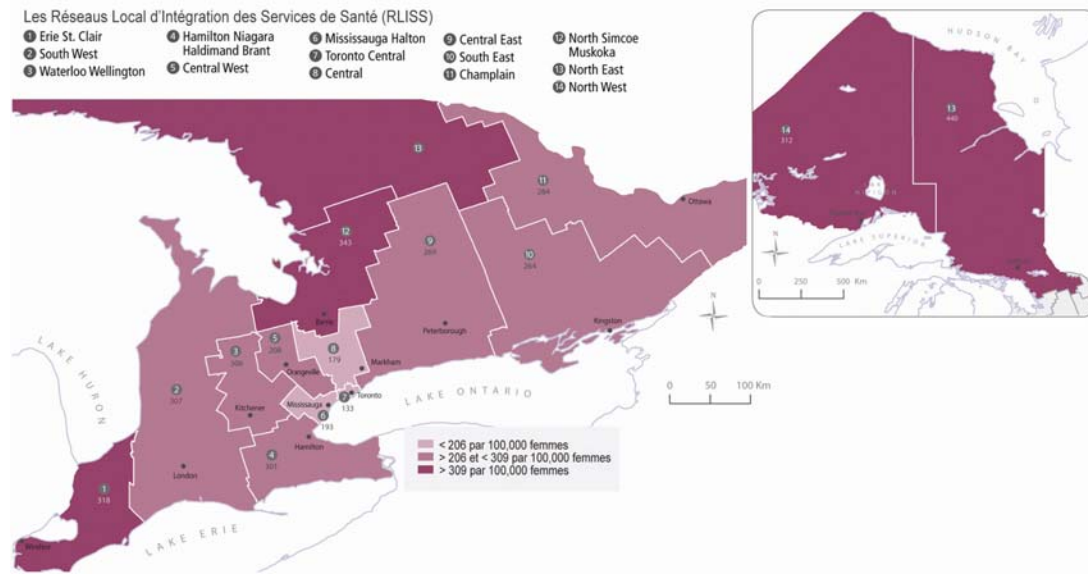 Les Réseaus Local d'Intégration des Services de Santé (RLISS)
1 Erie St. Clair
2 South West
3 Waterloo Wellington
4 Hamilton Niagara
Haldimand Brant
5 Central West
6 Mississauga Halton
7 Toronto Central
8 Central
9 Central East
10 South East
11 Champlain
12 North Simcoe
Muskoka
13 North East
14 North West
HUDSON BAY
13
440
14
312
LAKE SUPERIOR
N
0 250 500 Km
13
11
284
Ottawa
12
343
9
269
10
264
N
Barrie
Peterborough
Kingston
5
208
8
179
3
306
Orangeville
Markham
LAKE HURON
2
307
7
133
Toronto
Mississauga
6
193
LAKE ONTARIO
0 50 100 Km
Kitchener
Hamilton
4
301
London
< 206 par 100,000 femmes
> 206 et < 309 par 100,000 femmes
> 309 par 100,000 femmes
1
318
Windsor
LAKE ERIE